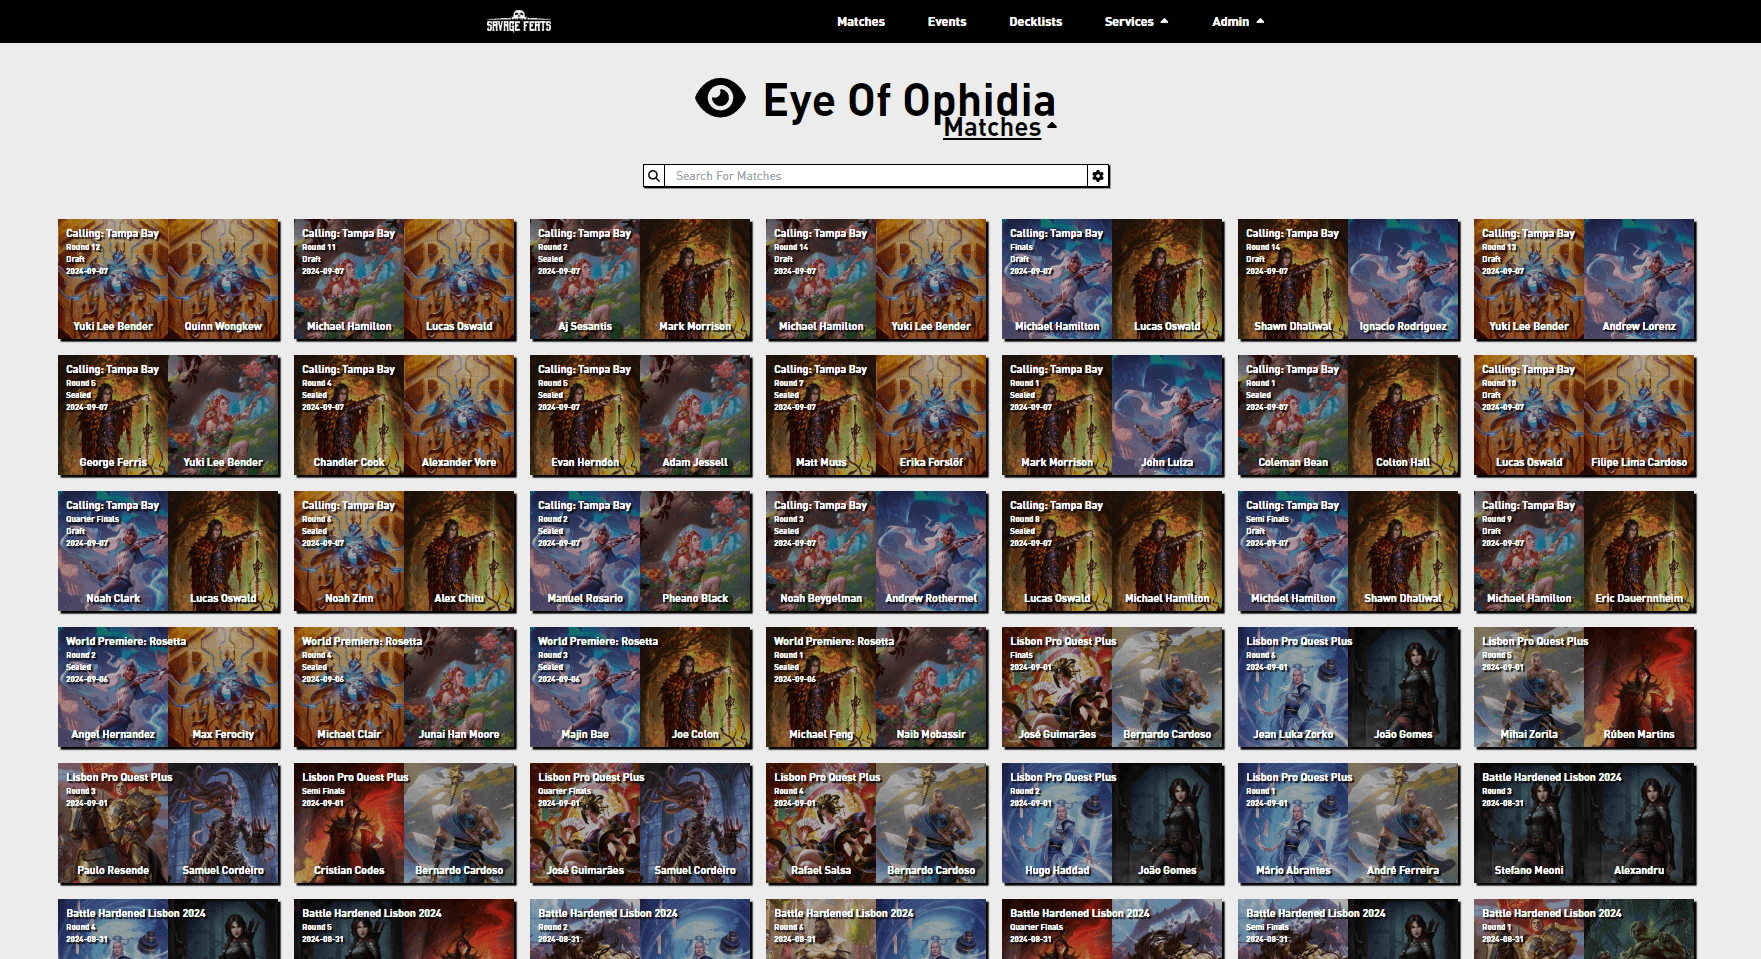 SAVAGE FEATS
Matches
Events
Decklists
Services
Admin
Eye Of Ophidia
Matches
Search For Matches
Calling: Tampa Bay
Round 12
Draft
2024-09-07
Yuki Lee Bender
Quinn Wongkew
Calling: Tampa Bay
Round 11
Draft
2024-09-07
Michael Hamilton
Lucas Oswald
Calling: Tampa Bay
Round 2
Sealed
2024-09-07
Aj Sesantis
Mark Morrison
Calling: Tampa Bay
Round 14
Draft
2024-09-07
Michael Hamilton
Yuki Lee Bender
Calling: Tampa Bay
Finals
Draft
2024-09-07
Michael Hamilton
Lucas Oswald
Calling: Tampa Bay
Round 14
Draft
2024-09-07
Shawn Dhaliwal
Ignacio Rodriguez
Calling: Tampa Bay
Round 13
Draft
2024-09-07
Yuki Lee Bender
Andrew Lorenz
Calling: Tampa Bay
Round 5
Sealed
2024-09-07
George Ferris
Yuki Lee Bender
Calling: Tampa Bay
Round 4
Sealed
2024-09-07
Chandler Cook
Alexander Vore
Calling: Tampa Bay
Round 5
Sealed
2024-09-07
Evan Herndon
Adam Jessell
Calling: Tampa Bay
Round 7
Sealed
2024-09-07
Matt Muus
Erika Forslöf
Calling: Tampa Bay
Round 1
Sealed
2024-09-07
Mark Morrison
John Luiza
Calling: Tampa Bay
Round 1
Sealed
2024-09-07
Coleman Bean
Colton Hall
Calling: Tampa Bay
Round 10
Draft
2024-09-07
Lucas Oswald
Filipe Lima Cardoso
Calling: Tampa Bay
Quarter Finals
Draft
2024-09-07
Noah Clark
Lucas Oswald
Calling: Tampa Bay
Round 6
Sealed
2024-09-07
Noah Zinn
Alex Chitu
Calling: Tampa Bay
Round 2
Sealed
2024-09-07
Manuel Rosario
Pheano Black
Calling: Tampa Bay
Round 3
Sealed
2024-09-07
Noah Beygelman
Andrew Rothermel
Calling: Tampa Bay
Round 8
Sealed
2024-09-07
Lucas Oswald
Michael Hamilton
Calling: Tampa Bay
Semi Finals
Draft
2024-09-07
Michael Hamilton
Shawn Dhaliwal
Calling: Tampa Bay
Round 9
Draft
2024-09-07
Michael Hamilton
Eric Dauernnheim
World Premiere: Rosetta
Round 2
Sealed
2024-09-06
Angel Hernandez
Max Ferocity
World Premiere: Rosetta
Round 4
Sealed
2024-09-06
Michael Clair
Junai Han Moore
World Premiere: Rosetta
Round 3
Sealed
2024-09-06
Majin Bae
Joe Colon
World Premiere: Rosetta
Round 1
Sealed
2024-09-06
Michael Feng
Naib Mobassir
Lisbon Pro Quest Plus
Finals
2024-09-01
José Guimarães
Bernardo Cardoso
Lisbon Pro Quest Plus
Round 6
2024-09-01
Jean Luka Zorko
João Gomes
Lisbon Pro Quest Plus
Round 5
2024-09-01
Mihai Zorila
Rúben Martins
Lisbon Pro Quest Plus
Round 3
2024-09-01
Paulo Resende
Samuel Cordeiro
Lisbon Pro Quest Plus
Semi Finals
2024-09-01
Cristian Codes
Bernardo Cardoso
Lisbon Pro Quest Plus
Quarter Finals
2024-09-01
José Guimarães
Samuel Cordeiro
Lisbon Pro Quest Plus
Round 4
2024-09-01
Rafael Salsa
Bernardo Cardoso
Lisbon Pro Quest Plus
Round 2
2024-09-01
Hugo Haddad
João Gomes
Lisbon Pro Quest Plus
Round 1
2024-09-01
Mário Abrantes
André Ferreira
Battle Hardened Lisbon 2024
Round 3
2024-08-31
Stefano Meoni
Alexandru
Battle Hardened Lisbon 2024
Round 4
2024-08-31
Battle Hardened Lisbon 2024
Round 5
2024-08-31
Battle Hardened Lisbon 2024
Round 2
2024-08-31
Battle Hardened Lisbon 2024
Round 6
2024-08-31
Battle Hardened Lisbon 2024
Quarter Finals
2024-08-31
Battle Hardened Lisbon 2024
Semi Finals
2024-08-31
Battle Hardened Lisbon 2024
Round 1
2024-08-31